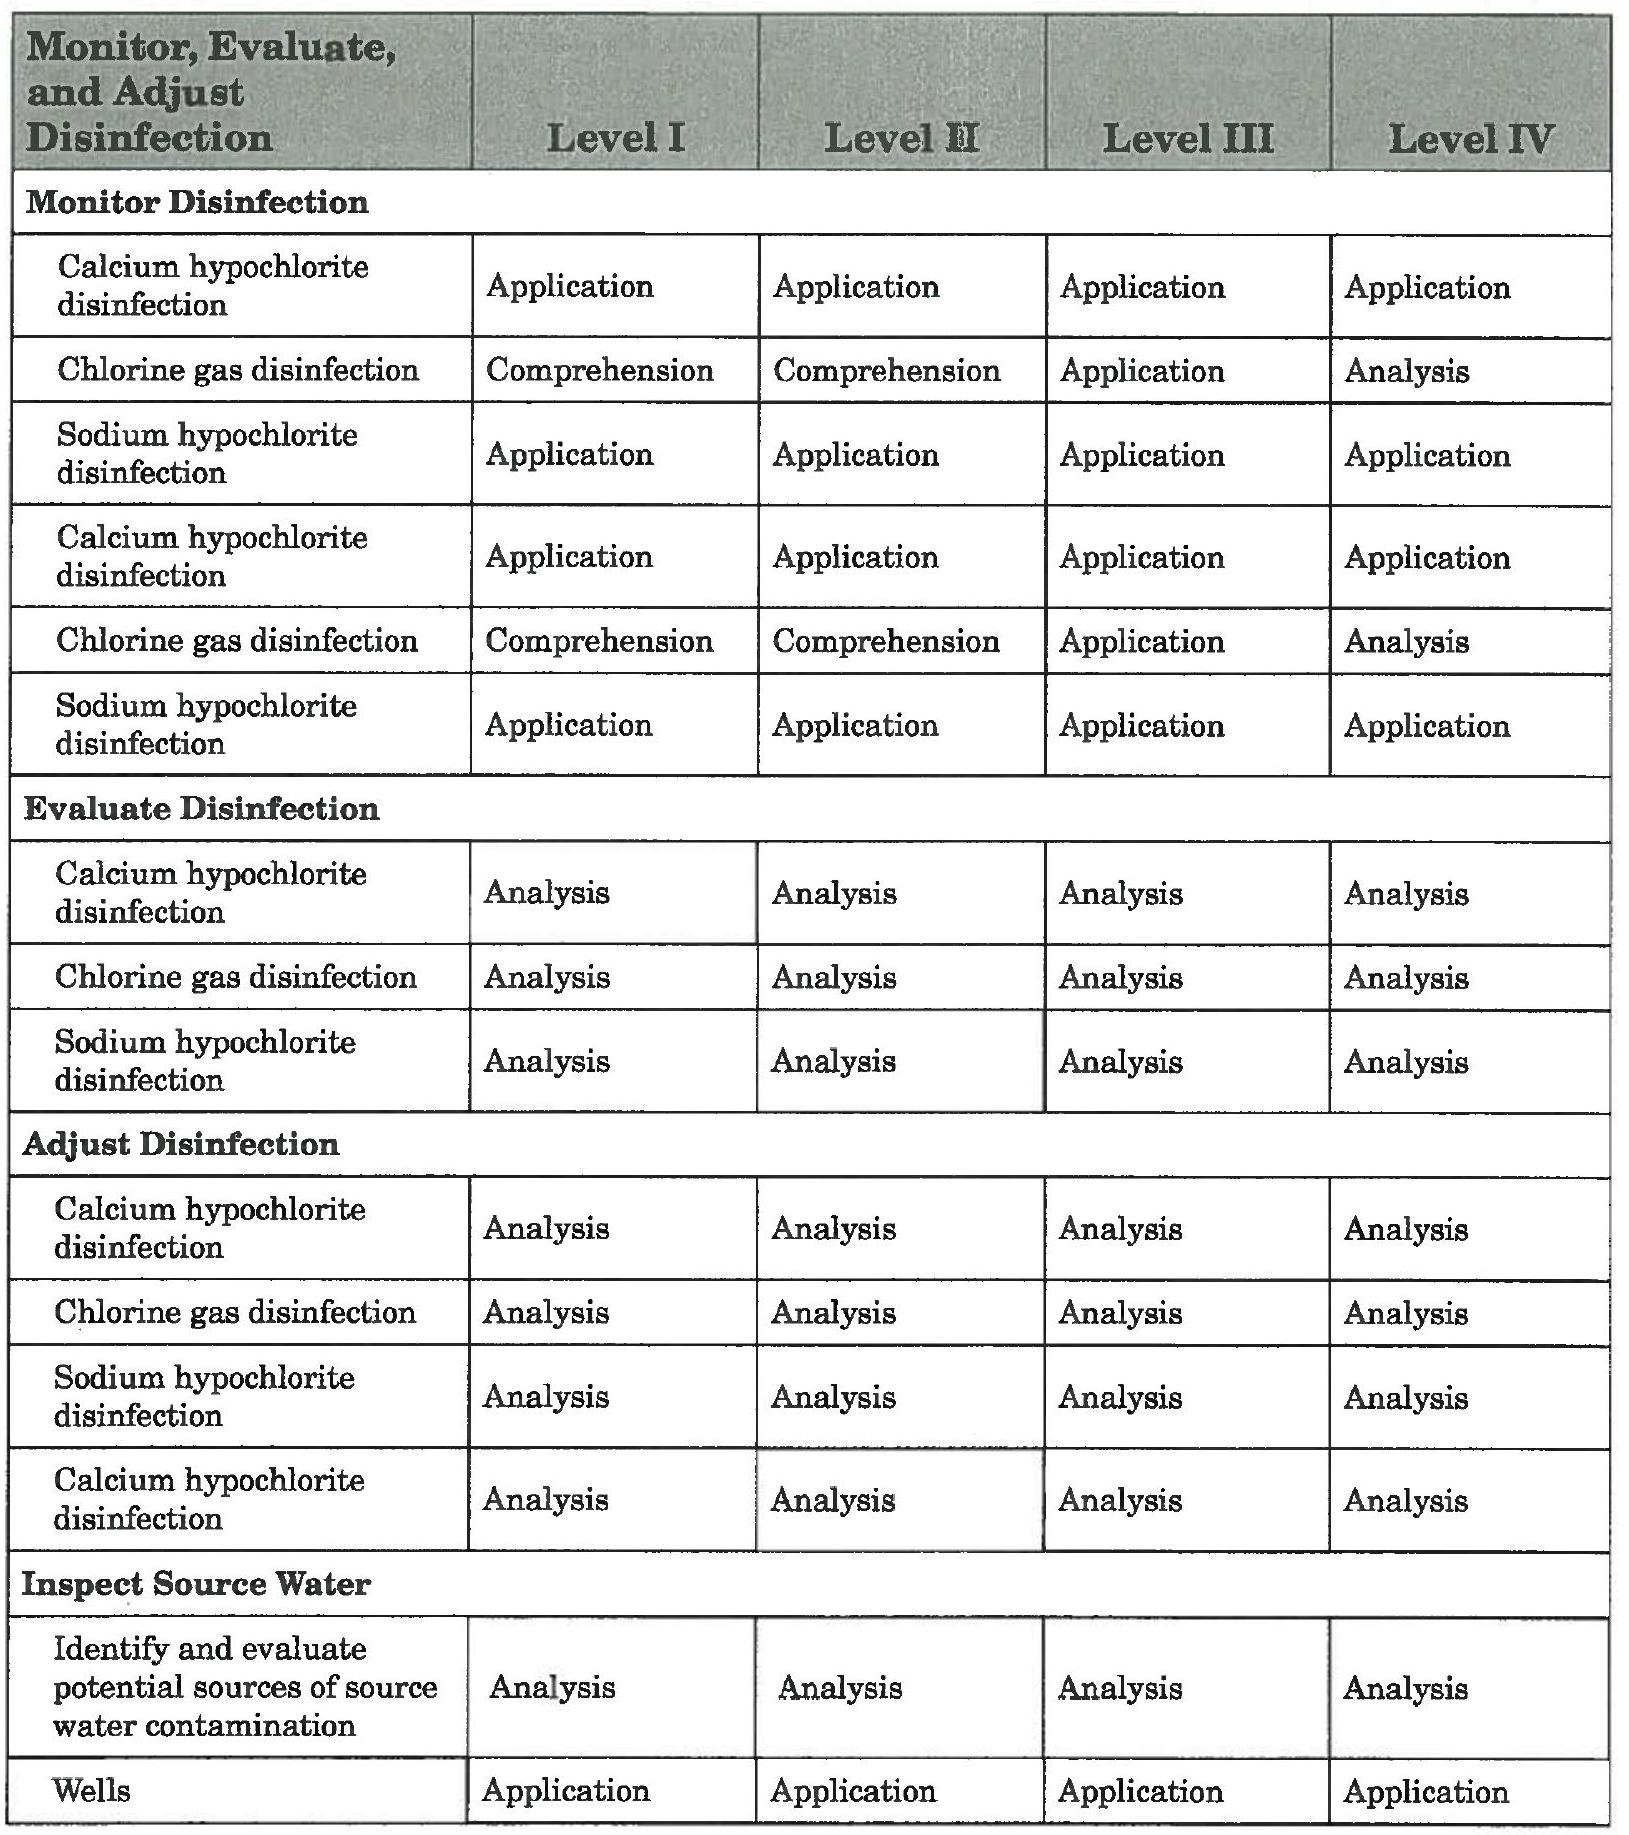 Monitor, Evaluate,
and Adjust
Disinfection Level I Level II Level III Level IV
Monitor Disinfection
Calcium hypochlorite
disinfection
Application Application Application Application
Chlorine gas disinfection Comprehension Comprehension Application Analysis
Sodium hypochlorite
disinfection
Application Application Application Application
Calcium hypochlorite
disinfection
Application Application Application Application
Chlorine gas disinfection Comprehension Comprehension Application Analysis
Sodium hypochlorite
disinfection
Application Application Application Application
Evaluate Disinfection
Calcium hypochlorite
disinfection
Analysis Analysis Analysis Analysis
Chlorine gas disinfection Analysis Analysis Analysis Analysis
Sodium hypochlorite
disinfection
Analysis Analysis Analysis Analysis
Adjust Disinfection
Calcium hypochlorite
disinfection
Analysis Analysis Analysis Analysis
Chlorine gas disinfection Analysis Analysis Analysis Analysis
Sodium hypochlorite
disinfection
Analysis Analysis Analysis Analysis
Calcium hypochlorite
disinfection
Analysis Analysis Analysis Analysis
Inspect Source Water
Identify and evaluate
potential sources of source
water contamination
Analysis Analysis Analysis Analysis
Wells Application Application Application Application